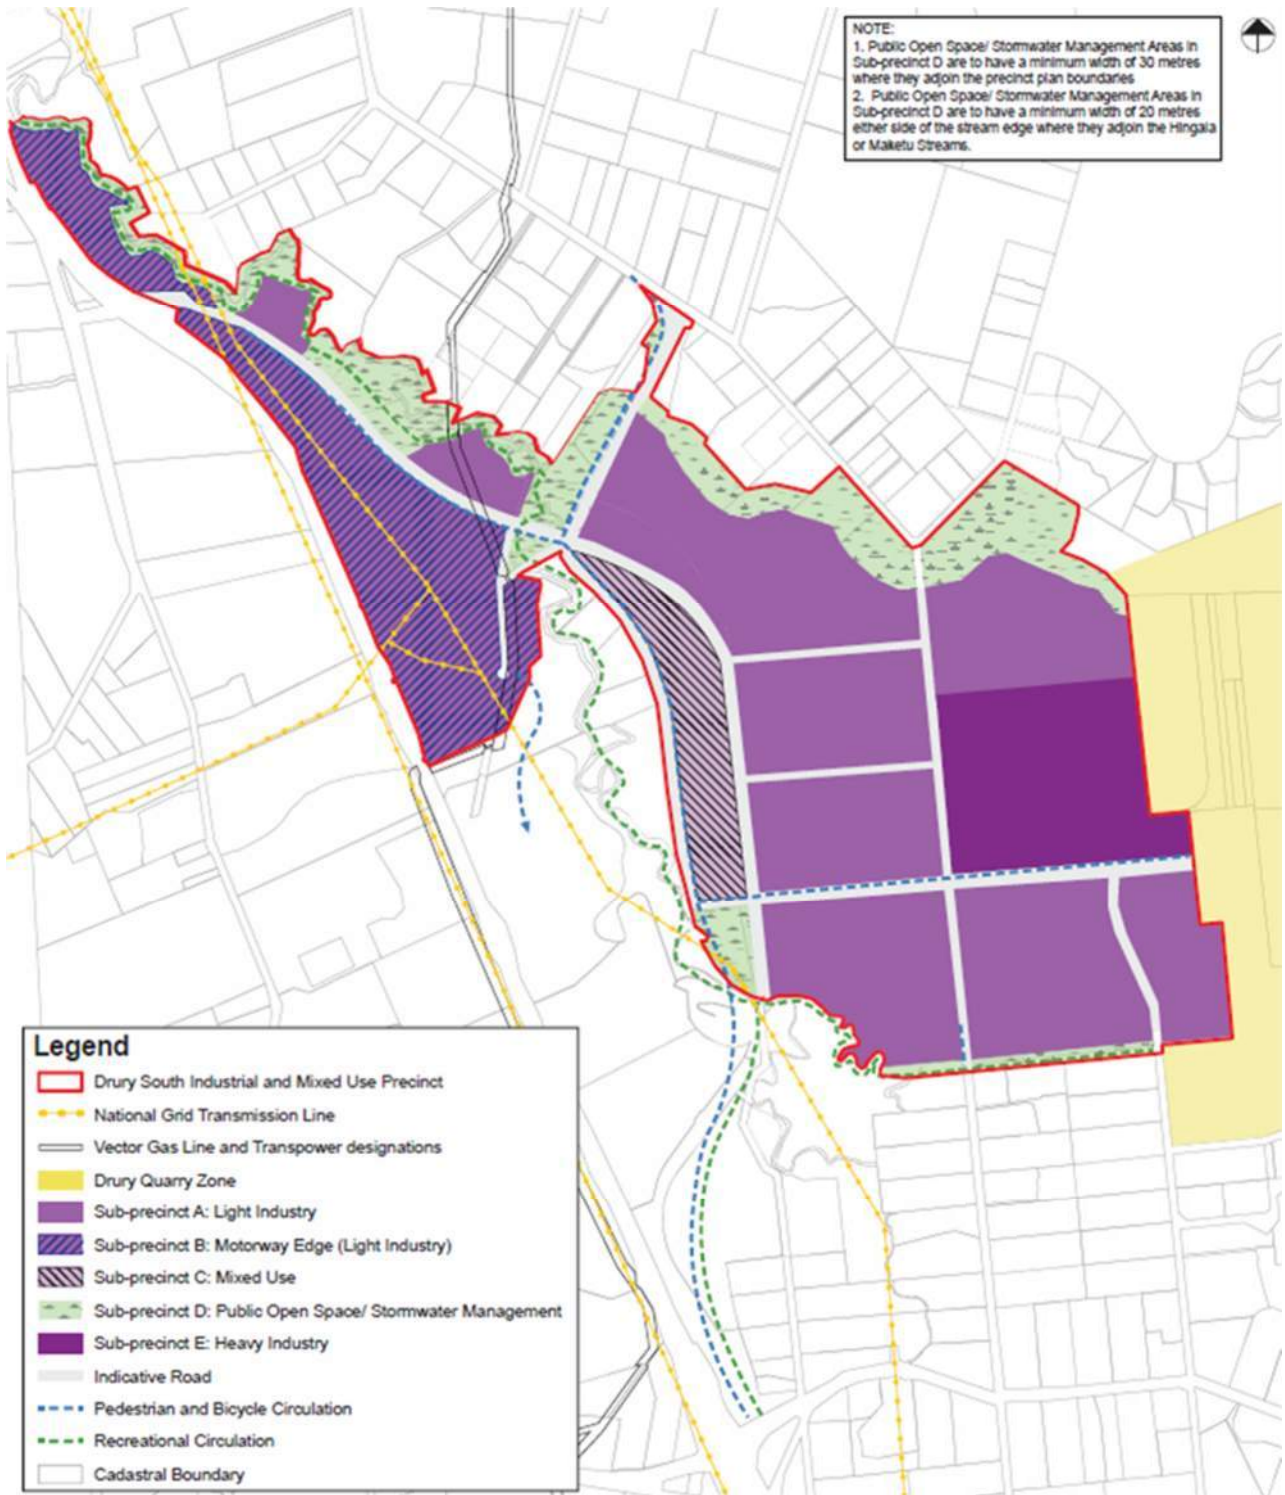 NOTE:
1. Public Open Space/ Stormwater Management Areas in
Sub-precinct D are to have a minimum width of 30 metres
where they adjoin the precinct plan boundaries
2. Public Open Space/ Stormwater Management Areas in
Sub-precinct D are to have a minimum width of 20 metres
either side of the stream edge where they adjoin the Hingaia
or Maketu Streams.
Legend
Drury South Industrial and Mixed Use Precinct
National Grid Transmission Line
Vector Gas Line and Transpower designations
Drury Quarry Zone
Sub-precinct A: Light Industry
Sub-precinct B: Motorway Edge (Light Industry)
Sub-precinct C: Mixed Use
Sub-precinct D: Public Open Space/ Stormwater Management
Sub-precinct E: Heavy Industry
Indicative Road
Pedestrian and Bicycle Circulation
Recreational Circulation
Cadastral Boundary